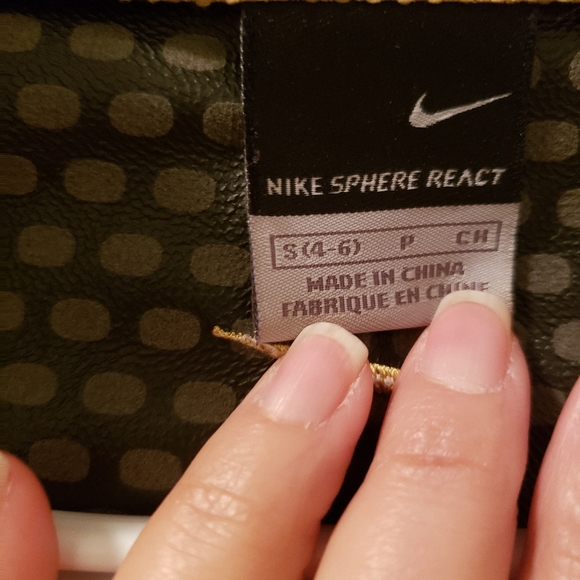 NIKE SPHERE REACT
S (4-6) P CH
MADE IN CHINA
FABRIQUE EN CHINE